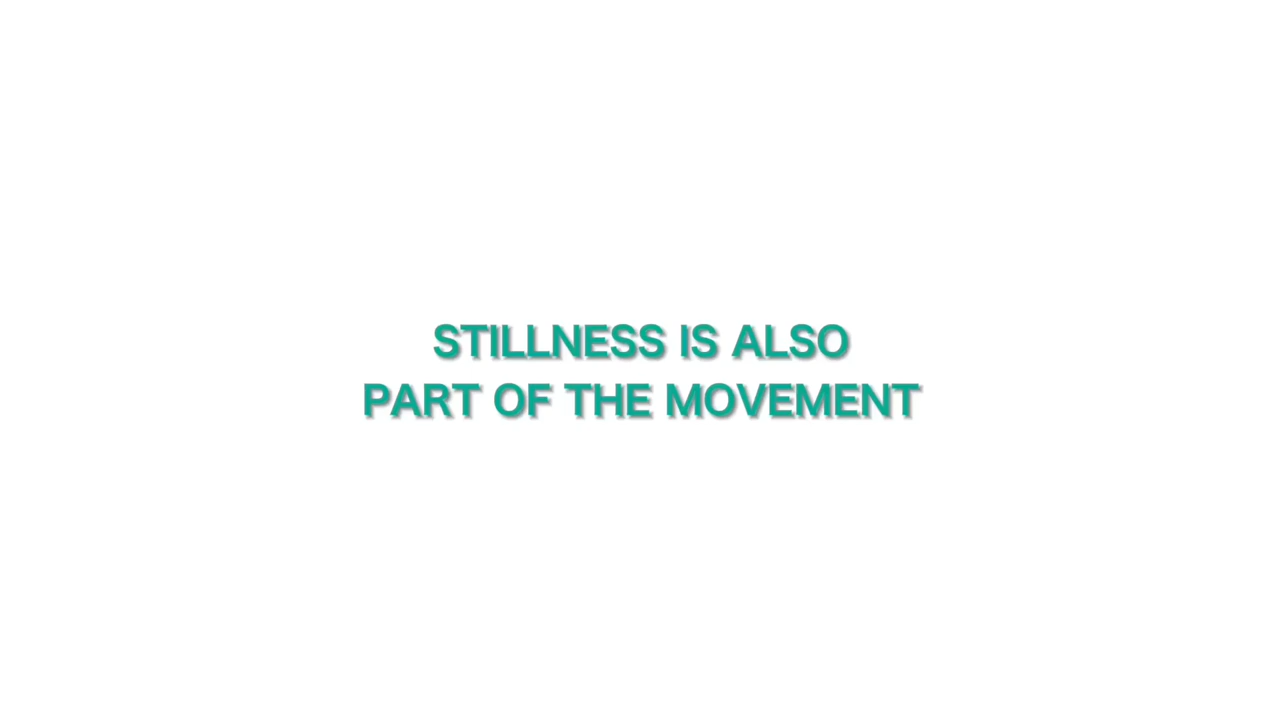 STILLNESS IS ALSO
PART OF THE MOVEMENT